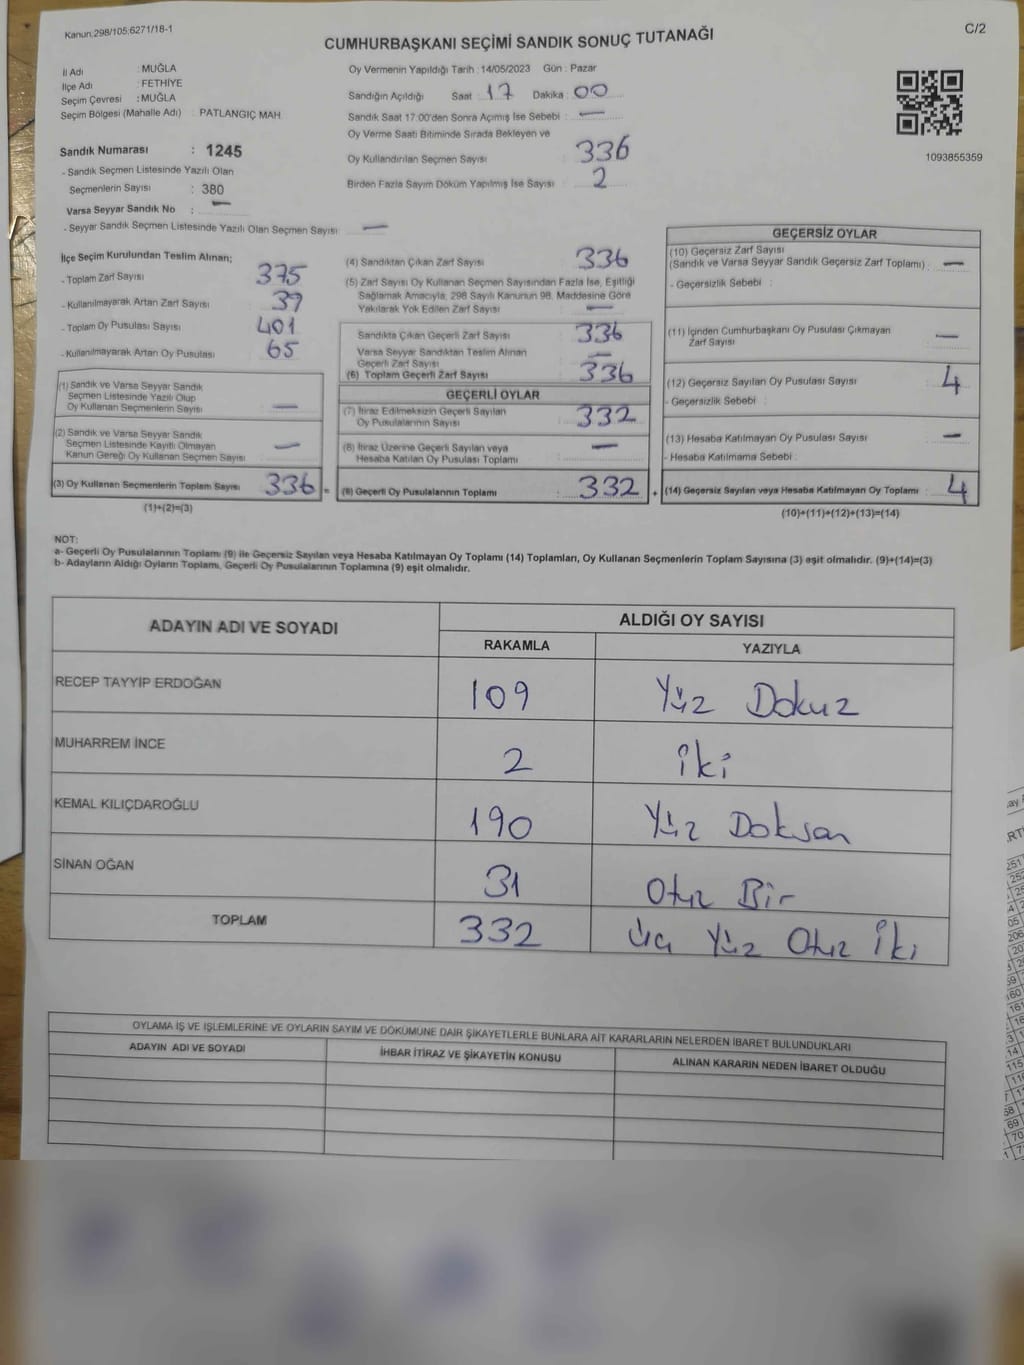 Kanun:298/105;6271/18-1
C/2
CUMHURBAŞKANI SEÇİMİ SANDIK SONUÇ TUTANAĞI
İl Adı : MUĞLA
İlçe Adı : FETHİYE
Seçim Çevresi : MUĞLA
Seçim Bölgesi (Mahalle Adı) : PATLANGIÇ MAH
Sandık Numarası : 1245
- Sandık Seçmen Listesinde Yazılı Olan
Seçmenlerin Sayısı : 380
Varsa Seyyar Sandık No : —
- Seyyar Sandık Seçmen Listesinde Yazılı Olan Seçmen Sayısı: —
Oy Vermenin Yapıldığı Tarih : 14/05/2023 Gün : Pazar
Sandığın Açıldığı Saat : 17 Dakika : 00
Sandık Saat 17:00'den Sonra Açımış İse Sebebi : —
Oy Verme Saati Bitiminde Sırada Bekleyen ve
Oy Kullandırılan Seçmen Sayısı : 336
Birden Fazla Sayım Döküm Yapılmış İse Sayısı : 2
1093855359
İlçe Seçim Kurulundan Teslim Alınan;
- Toplam Zarf Sayısı 375
- Kullanılmayarak Artan Zarf Sayısı 39
- Toplam Oy Pusulası Sayısı 401
- Kullanılmayarak Artan Oy Pusulası 65
(1) Sandık ve Varsa Seyyar Sandık
Seçmen Listesinde Yazılı Olup
Oy Kullanan Seçmenlerin Sayısı —
(2) Sandık ve Varsa Seyyar Sandık
Seçmen Listesinde Kayıtlı Olmayan
Kanun Gereği Oy Kullanan Seçmen Sayısı —
(3) Oy Kullanan Seçmenlerin Toplam Sayısı 336 =
(1)+(2)=(3)
(4) Sandıktan Çıkan Zarf Sayısı : 336
(5) Zarf Sayısı Oy Kullanan Seçmen Sayısından Fazla İse, Eşitliği
Sağlamak Amacıyla, 298 Sayılı Kanunun 98. Maddesine Göre
Yakılarak Yok Edilen Zarf Sayısı : —
Sandıkta Çıkan Geçerli Zarf Sayısı : 336
Varsa Seyyar Sandıktan Teslim Alınan
Geçerli Zarf Sayısı : —
(6) Toplam Geçerli Zarf Sayısı : 336
GEÇERLİ OYLAR
(7) İtiraz Edilmeksizin Geçerli Sayılan
Oy Pusulasının Sayısı : 332
(8) İtiraz Üzerine Geçerli Sayılan veya
Hesaba Katılan Oy Pusulası Toplamı : —
(9) Geçerli Oy Pusulalarının Toplamı : 332 +
GEÇERSİZ OYLAR
(10) Geçersiz Zarf Sayısı
(Sandık ve Varsa Seyyar Sandık Geçersiz Zarf Toplamı) : —
- Geçersizlik Sebebi :
(11) İçinden Cumhurbaşkanı Oy Pusulası Çıkmayan
Zarf Sayısı : —
(12) Geçersiz Sayılan Oy Pusulası Sayısı : 4
- Geçersizlik Sebebi :
(13) Hesaba Katılmayan Oy Pusulası Sayısı : —
- Hesaba Katılmama Sebebi :
(14) Geçersiz Sayılan veya Hesaba Katılmayan Oy Toplamı : 4
(10)+(11)+(12)+(13)=(14)
NOT:
a- Geçerli Oy Pusulalarının Toplamı (9) ile Geçersiz Sayılan veya Hesaba Katılmayan Oy Toplamı (14) Toplamları, Oy Kullanan Seçmenlerin Toplam Sayısına (3) eşit olmalıdır. (9)+(14)=(3)
b- Adayların Aldığı Oyların Toplamı, Geçerli Oy Pusulalarının Toplamına (9) eşit olmalıdır.
ADAYIN ADI VE SOYADI ALDIĞI OY SAYISI
RAKAMLA YAZIYLA
RECEP TAYYİP ERDOĞAN 109 Yüz Dokuz
MUHARREM İNCE 2 iki
KEMAL KILIÇDAROĞLU 190 Yüz Doksan
SİNAN OĞAN 31 Otuz Bir
TOPLAM 332 Üç Yüz Otuz İki
OYLAMA İŞ VE İŞLEMLERİNE VE OYLARIN SAYIM VE DÖKÜMÜNE DAİR ŞİKAYETLERLE BUNLARA AİT KARARLARIN NELERDEN İBARET BULUNDUKLARI
ADAYIN ADI VE SOYADI İHBAR İTİRAZ VE ŞİKAYETİN KONUSU ALINAN KARARIN NEDEN İBARET OLDUĞU